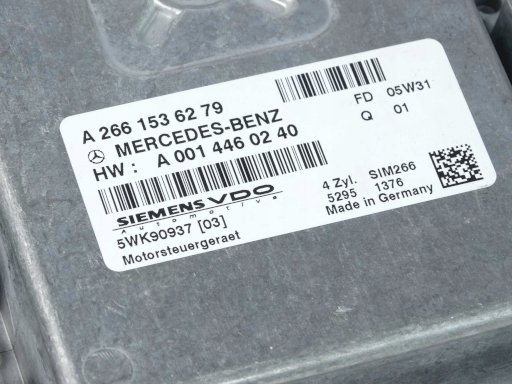 A 266 153 62 79
MERCEDES-BENZ
HW : A 001 446 02 40
FD 05W31
Q 01
SIEMENS VDO
Automotive
5WK90937 [03]
Motorsteuergeraet
4 Zyl. SIM266
5295 1376
Made in Germany